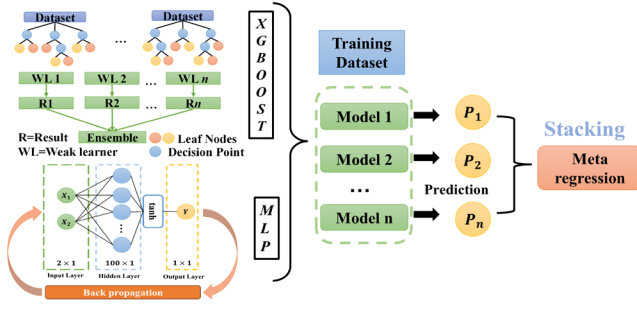 Dataset
Dataset
...
WL 1
WL 2
...
WL n
R1
R2
...
Rn
Ensemble
R=Result
WL=Weak learner
Leaf Nodes
Decision Point
X₁
X₂
...
tanh
Y
2 × 1
100 × 1
1 × 1
Input Layer
Hidden Layer
Output Layer
Back propagation
XGBOOST
MLP
Training
Dataset
Model 1
Model 2
...
Model n
P₁
P₂
Prediction
Pₙ
Stacking
Meta
regression